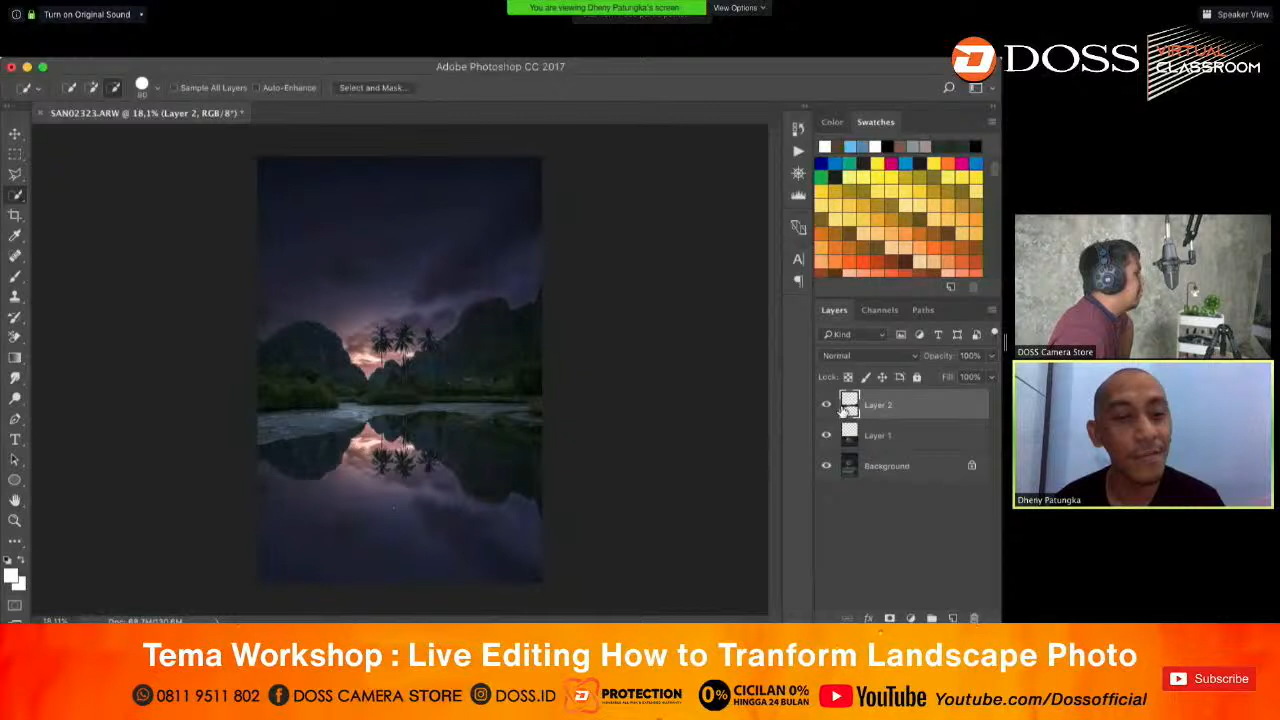 Turn on Original Sound
You are viewing Dheny Patungka's screen
View Options
Speaker View
DOSS
VIRTUAL
CLASSROOM
Adobe Photoshop CC 2017
80
Sample All Layers
Auto-Enhance
Select and Mask...
SAN02323.ARW @ 18,1% (Layer 2, RGB/8*) *
Color
Swatches
Layers
Channels
Paths
Kind
Normal
Opacity: 100%
Lock:
Fill: 100%
Layer 2
Layer 1
Background
DOSS Camera Store
Dheny Patungka
18,11%
Tema Workshop : Live Editing How to Tranform Landscape Photo
0811 9511 802
DOSS CAMERA STORE
DOSS.ID
PROTECTION
0%
CICILAN 0%
HINGGA 24 BULAN
YouTube
Youtube.com/Dossofficial
Subscribe